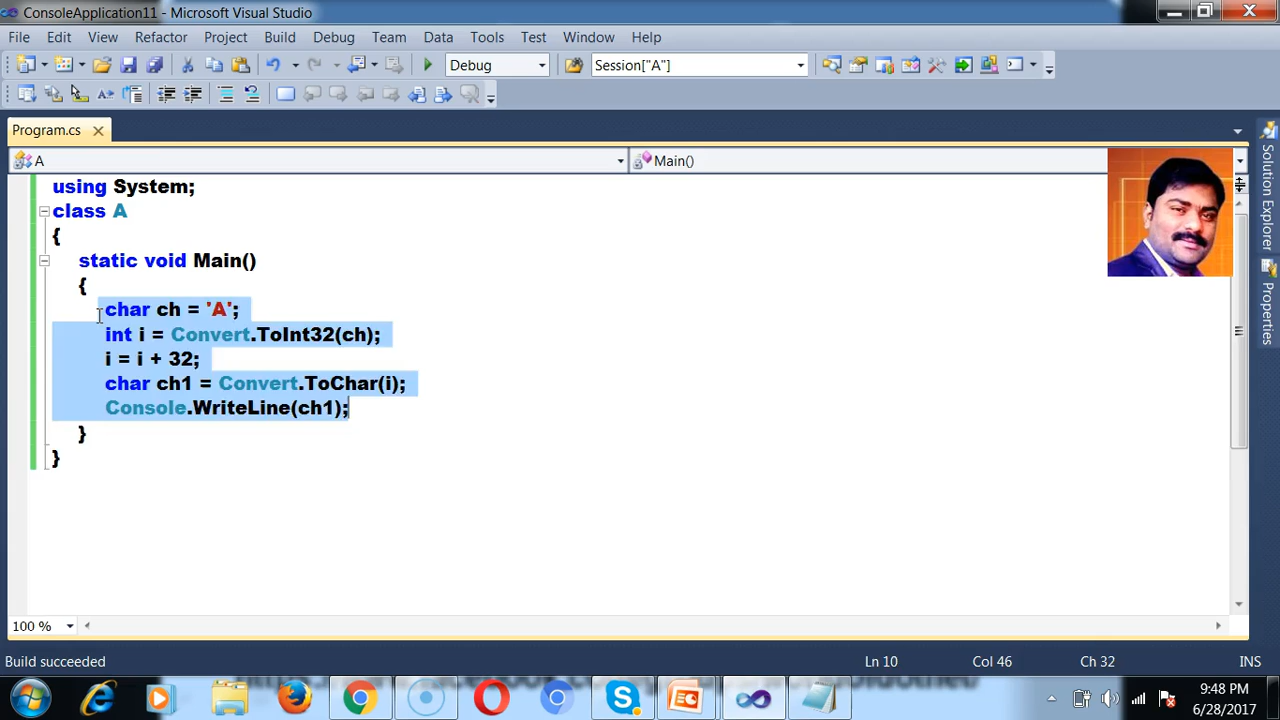 ConsoleApplication11 - Microsoft Visual Studio
File Edit View Refactor Project Build Debug Team Data Tools Test Window Help
Debug Session["A"]
Program.cs
A Main()
using System;
class A
{
static void Main()
{
char ch = 'A';
int i = Convert.ToInt32(ch);
i = i + 32;
char ch1 = Convert.ToChar(i);
Console.WriteLine(ch1);
}
}
Solution Explorer
Properties
100 %
Build succeeded Ln 10 Col 46 Ch 32 INS
9:48 PM
6/28/2017